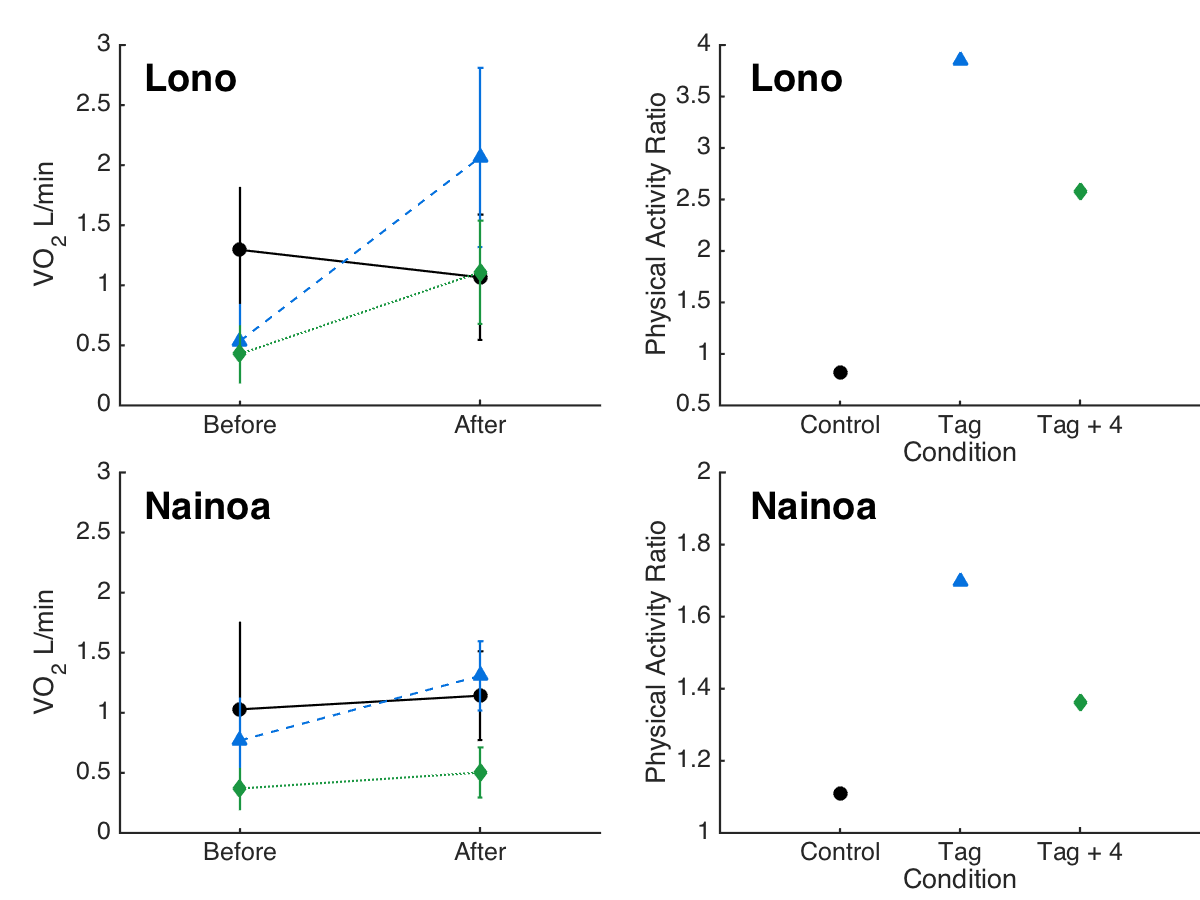 Lono
VO2 L/min
3
2.5
2
1.5
1
0.5
0
Before After
Lono
Physical Activity Ratio
4
3.5
3
2.5
2
1.5
1
0.5
Control Tag Tag + 4
Condition
Nainoa
VO2 L/min
3
2.5
2
1.5
1
0.5
0
Before After
Nainoa
Physical Activity Ratio
2
1.8
1.6
1.4
1.2
1
Control Tag Tag + 4
Condition